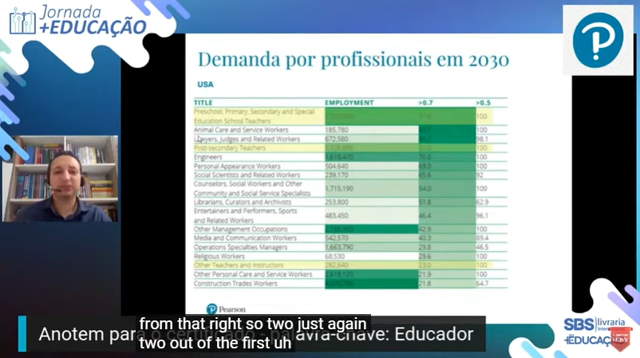 Jornada
+EDUCAÇÃO
Demanda por profissionais em 2030
USA
TITLE EMPLOYMENT >0.7 >0.5
Preschool, Primary, Secondary and Special
Education School Teachers 100
Animal Care and Service Workers 185,780 100
Lawyers, Judges and Related Workers 672,580 98.1
Post-secondary Teachers 100
Engineers 70.0 100
Personal Appearance Workers 504,640 100
Social Scientists and Related Workers 239,170 65.6 92
Counselors, Social Workers and Other
Community and Social Service Specialists 1,715,190 54.0 100
Librarians, Curators and Archivists 253,800 51.8 62.9
Entertainers and Performers, Sports
and Related Workers 483,450 46.4 96.1
Other Management Occupations 42.9 100
Media and Communication Workers 542,570 40.3 89.4
Operations Specialties Managers 1,663,790 29.8 46.5
Religious Workers 68,530 29.6 100
Other Teachers and Instructors 23.0 100
Other Personal Care and Service Workers 21.9 100
Construction Trades Workers 21.8 64.7
Pearson
Anotem para o certificado - palavra-chave: Educador
from that right so two just again
two out of the first uh
SBS livraria
+EDUCAÇÃO